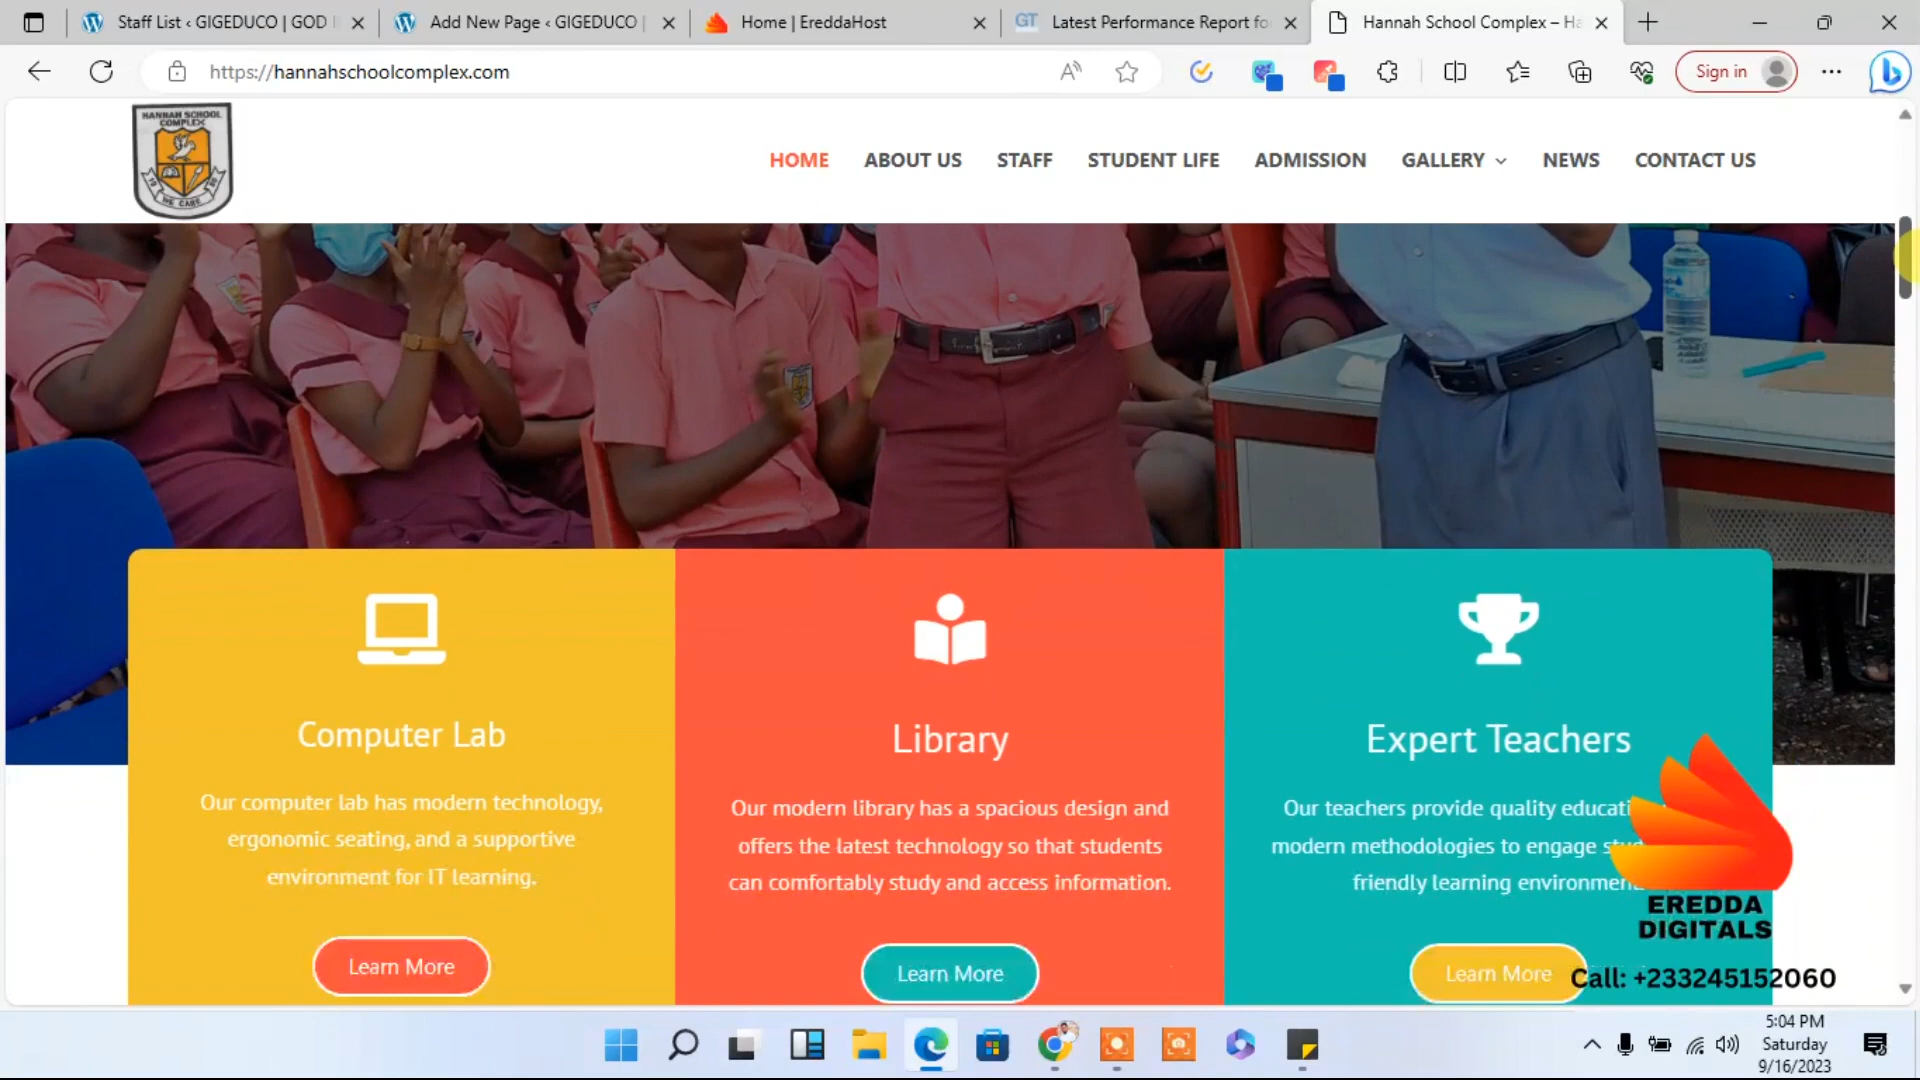 Staff List ‹ GIGEDUCO | GOD
Add New Page ‹ GIGEDUCO |
Home | EreddaHost
GT
Latest Performance Report fo
Hannah School Complex – Ha
https://hannahschoolcomplex.com
Sign in
HANNAH SCHOOL
COMPLEX
WE CARE
HOME
ABOUT US
STAFF
STUDENT LIFE
ADMISSION
GALLERY
NEWS
CONTACT US
Computer Lab
Our computer lab has modern technology,
ergonomic seating, and a supportive
environment for IT learning.
Learn More
Library
Our modern library has a spacious design and
offers the latest technology so that students
can comfortably study and access information.
Learn More
Expert Teachers
Our teachers provide quality educati
modern methodologies to engage stu
friendly learning environmen
Learn More
EREDDA
DIGITALS
Call: +233245152060
5:04 PM
Saturday
9/16/2023